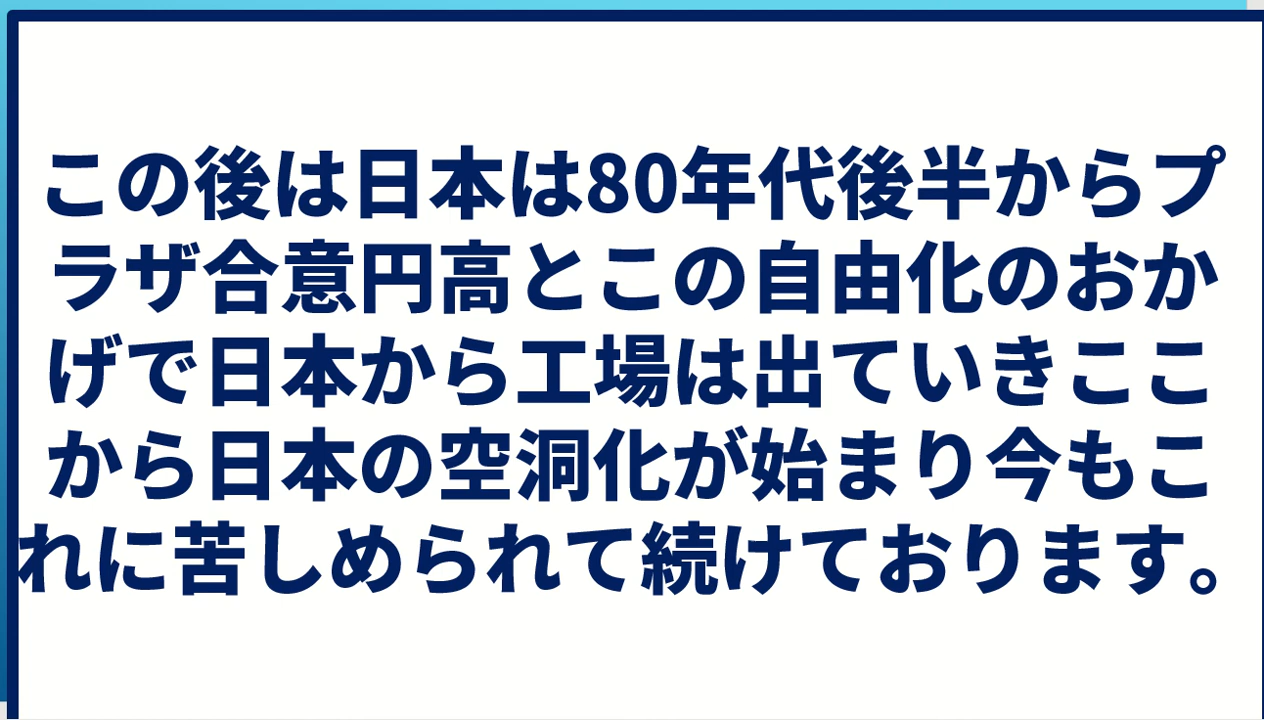 この後は日本は80年代後半からプ
ラザ合意円高とこの自由化のおか
げで日本から工場は出ていきここ
から日本の空洞化が始まり今もこ
れに苦しめられて続けております。